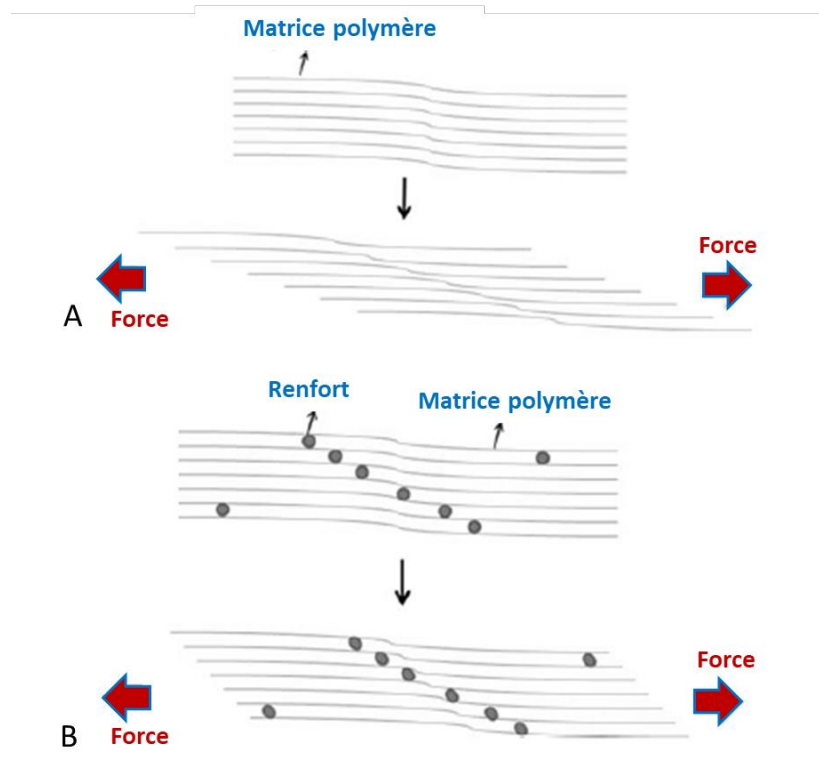 Matrice polymère
Force
A
Force
Renfort
Matrice polymère
Force
B
Force